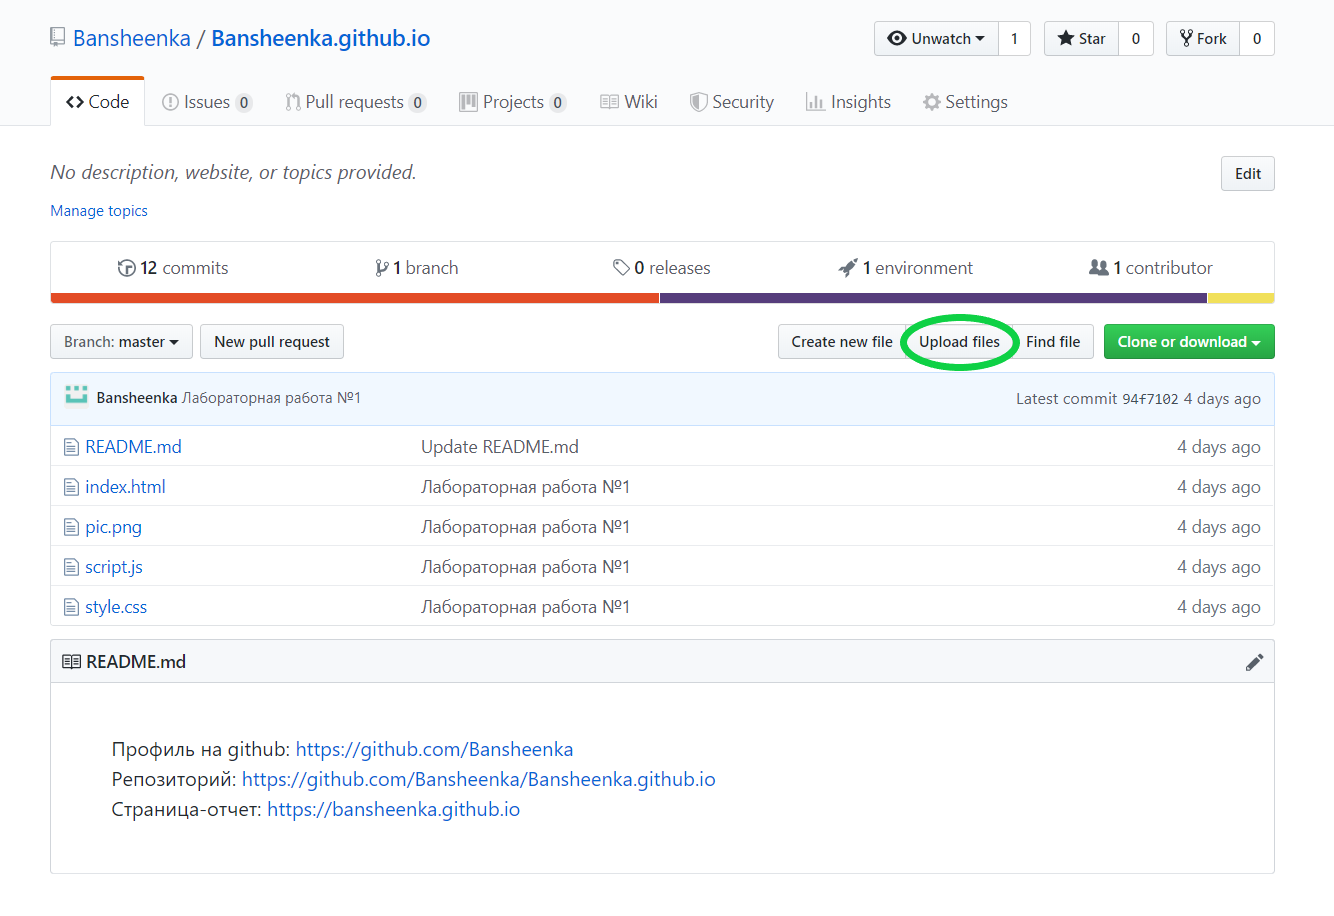 Bansheenka / Bansheenka.github.io Unwatch 1 Star 0 Fork 0
Code Issues 0 Pull requests 0 Projects 0 Wiki Security Insights Settings
No description, website, or topics provided. Edit
Manage topics
12 commits 1 branch 0 releases 1 environment 1 contributor
Branch: master New pull request Create new file Upload files Find file Clone or download
Bansheenka Лабораторная работа №1 Latest commit 94f7102 4 days ago
README.md Update README.md 4 days ago
index.html Лабораторная работа №1 4 days ago
pic.png Лабораторная работа №1 4 days ago
script.js Лабораторная работа №1 4 days ago
style.css Лабораторная работа №1 4 days ago
README.md
Профиль на github: https://github.com/Bansheenka
Репозиторий: https://github.com/Bansheenka/Bansheenka.github.io
Страница-отчет: https://bansheenka.github.io